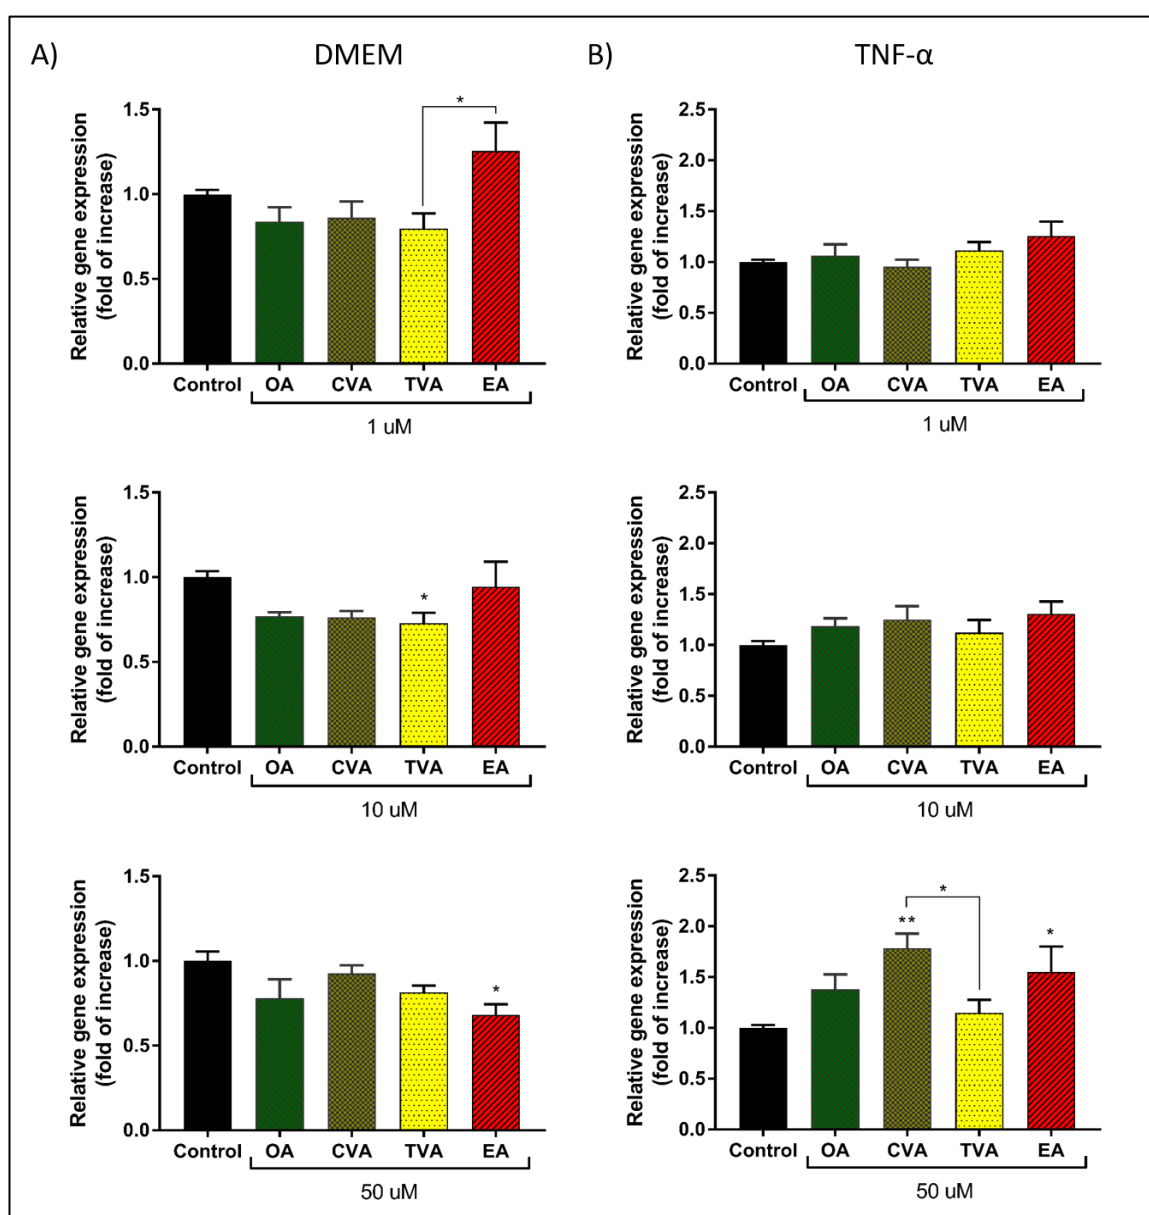 A) DMEM
B) TNF-α
Relative gene expression
(fold of increase)
1.5
1.0
0.5
0.0
*
Control OA CVA TVA EA
1 uM
Relative gene expression
(fold of increase)
2.5
2.0
1.5
1.0
0.5
0.0
Control OA CVA TVA EA
1 uM
Relative gene expression
(fold of increase)
1.5
1.0
0.5
0.0
*
Control OA CVA TVA EA
10 uM
Relative gene expression
(fold of increase)
2.5
2.0
1.5
1.0
0.5
0.0
Control OA CVA TVA EA
10 uM
Relative gene expression
(fold of increase)
1.5
1.0
0.5
0.0
*
Control OA CVA TVA EA
50 uM
Relative gene expression
(fold of increase)
2.5
2.0
1.5
1.0
0.5
0.0
*
** *
Control OA CVA TVA EA
50 uM